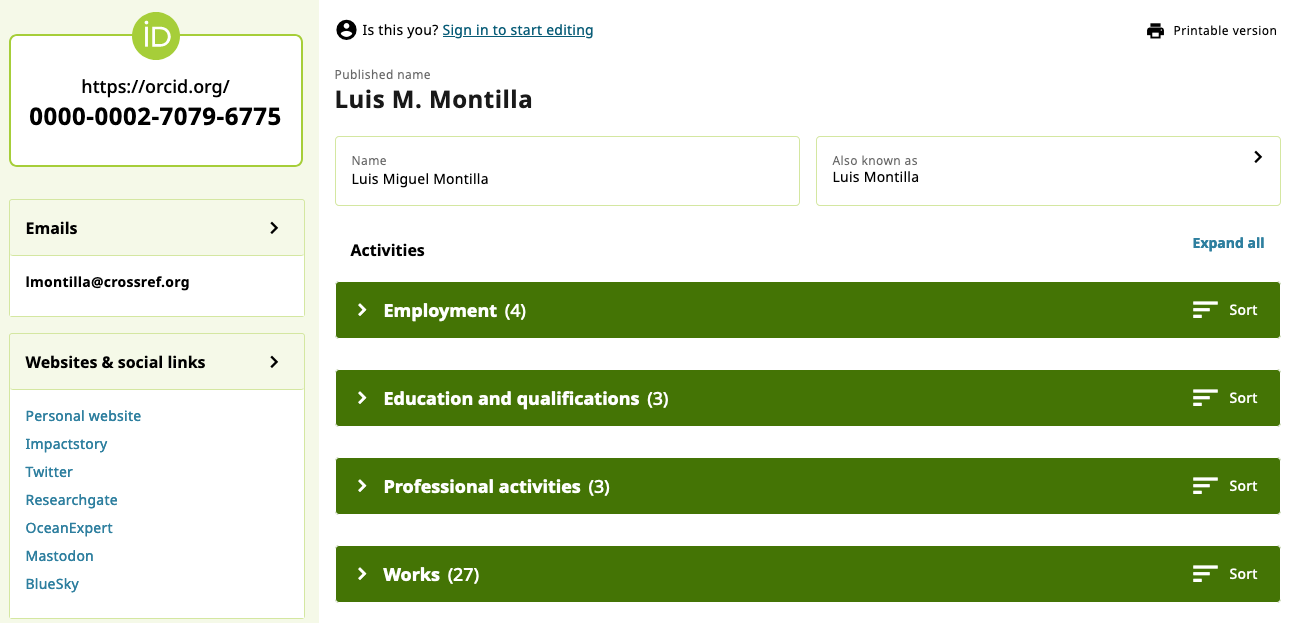 iD
https://orcid.org/
0000-0002-7079-6775
Emails
lmontilla@crossref.org
Websites & social links
Personal website
Impactstory
Twitter
Researchgate
OceanExpert
Mastodon
BlueSky
Is this you? Sign in to start editing
Printable version
Published name
Luis M. Montilla
Name
Luis Miguel Montilla
Also known as
Luis Montilla
Activities
Expand all
Employment (4)
Sort
Education and qualifications (3)
Sort
Professional activities (3)
Sort
Works (27)
Sort